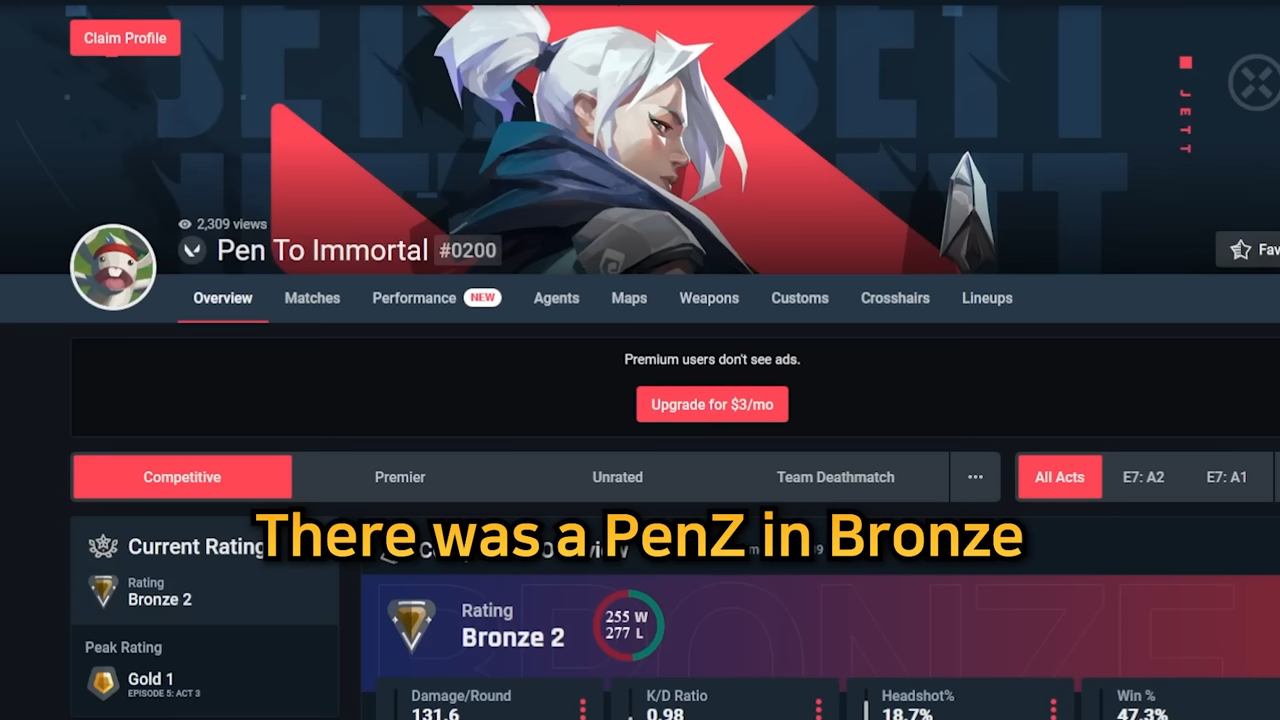 Claim Profile
JETT
2,309 views
Pen To Immortal #0200
Fav
Overview Matches Performance NEW Agents Maps Weapons Customs Crosshairs Lineups
Premium users don't see ads.
Upgrade for $3/mo
Competitive Premier Unrated Team Deathmatch ... All Acts E7: A2 E7: A1
There was a PenZ in Bronze
Current Rating
Rating
Bronze 2
Peak Rating
Gold 1
EPISODE 5: ACT 3
BRONZE
Rating
Bronze 2
255 W
277 L
Damage/Round K/D Ratio Headshot% Win %
131.6 0.98 18.7% 47.3%